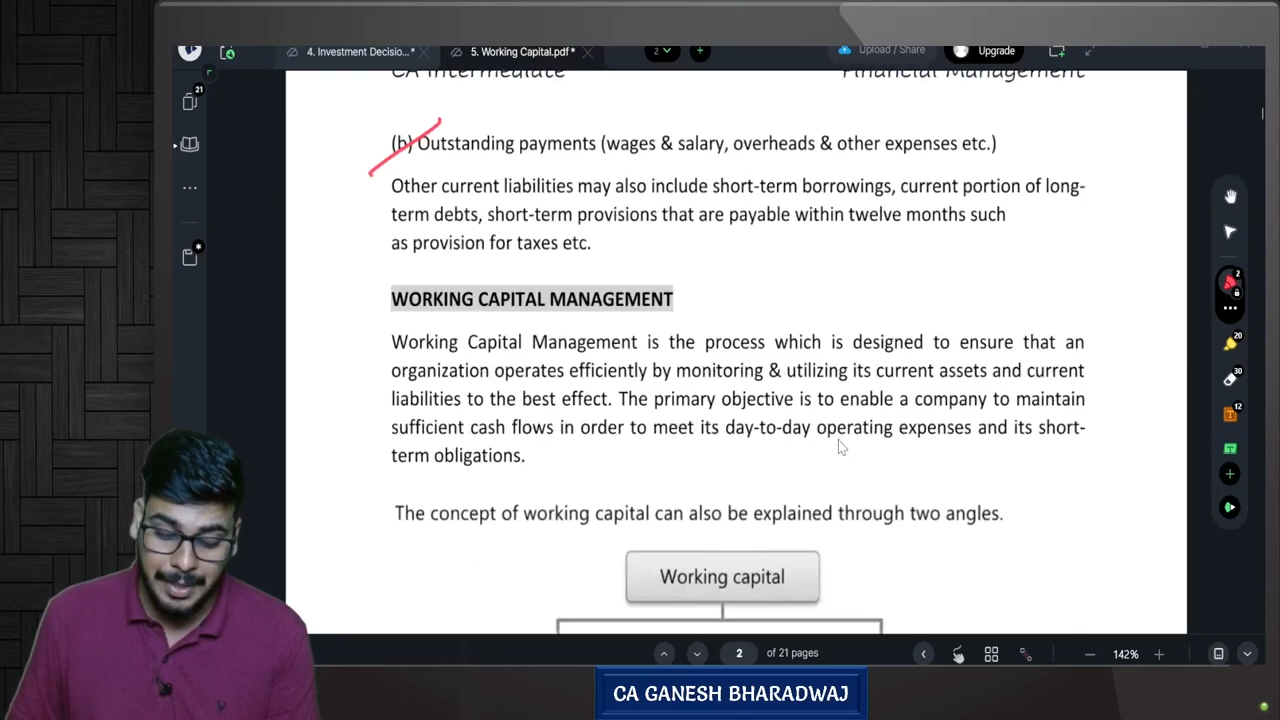 4. Investment Decisio...*
5. Working Capital.pdf*
2
Upload / Share
Upgrade
CA Intermediate
Financial Management
21
(b) Outstanding payments (wages & salary, overheads & other expenses etc.)
Other current liabilities may also include short-term borrowings, current portion of long-
term debts, short-term provisions that are payable within twelve months such
as provision for taxes etc.
WORKING CAPITAL MANAGEMENT
Working Capital Management is the process which is designed to ensure that an
organization operates efficiently by monitoring & utilizing its current assets and current
liabilities to the best effect. The primary objective is to enable a company to maintain
sufficient cash flows in order to meet its day-to-day operating expenses and its short-
term obligations.
The concept of working capital can also be explained through two angles.
Working capital
2
20
30
12
2
of 21 pages
142%
CA GANESH BHARADWAJ